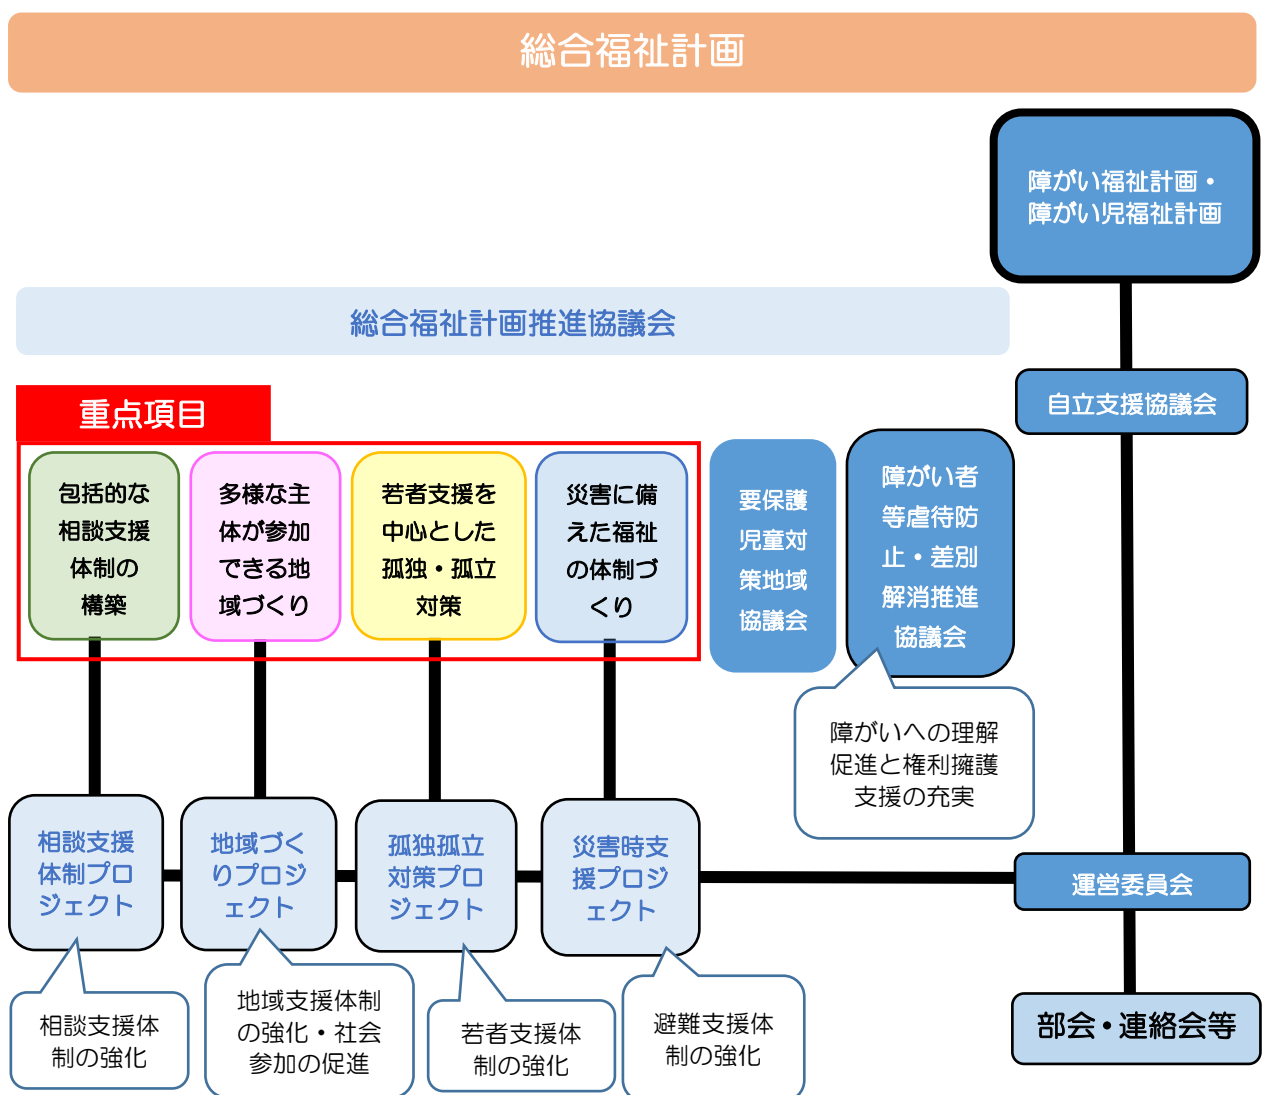 総合福祉計画
障がい福祉計画・
障がい児福祉計画
総合福祉計画推進協議会
自立支援協議会
重点項目
包括的な
相談支援
体制の
構築
多様な主
体が参加
できる地
域づくり
若者支援を
中心とした
孤独・孤立
対策
災害に備
えた福祉
の体制づ
くり
要保護
児童対
策地域
協議会
障がい者
等虐待防
止・差別
解消推進
協議会
障がいへの理解
促進と権利擁護
支援の充実
相談支援
体制プロ
ジェクト
地域づく
りプロジ
ェクト
孤独孤立
対策プロ
ジェクト
災害時支
援プロジ
ェクト
運営委員会
相談支援体
制の強化
地域支援体制
の強化・社会
参加の促進
若者支援体
制の強化
避難支援体
制の強化
部会・連絡会等